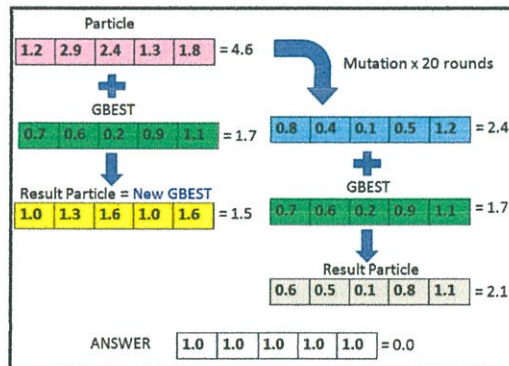 Particle
1.2 2.9 2.4 1.3 1.8 = 4.6
Mutation x 20 rounds
GBEST
0.7 0.6 0.2 0.9 1.1 = 1.7
0.8 0.4 0.1 0.5 1.2 = 2.4
GBEST
Result Particle = New GBEST
0.7 0.6 0.2 0.9 1.1 = 1.7
1.0 1.3 1.6 1.0 1.6 = 1.5
Result Particle
0.6 0.5 0.1 0.8 1.1 = 2.1
ANSWER 1.0 1.0 1.0 1.0 1.0 = 0.0